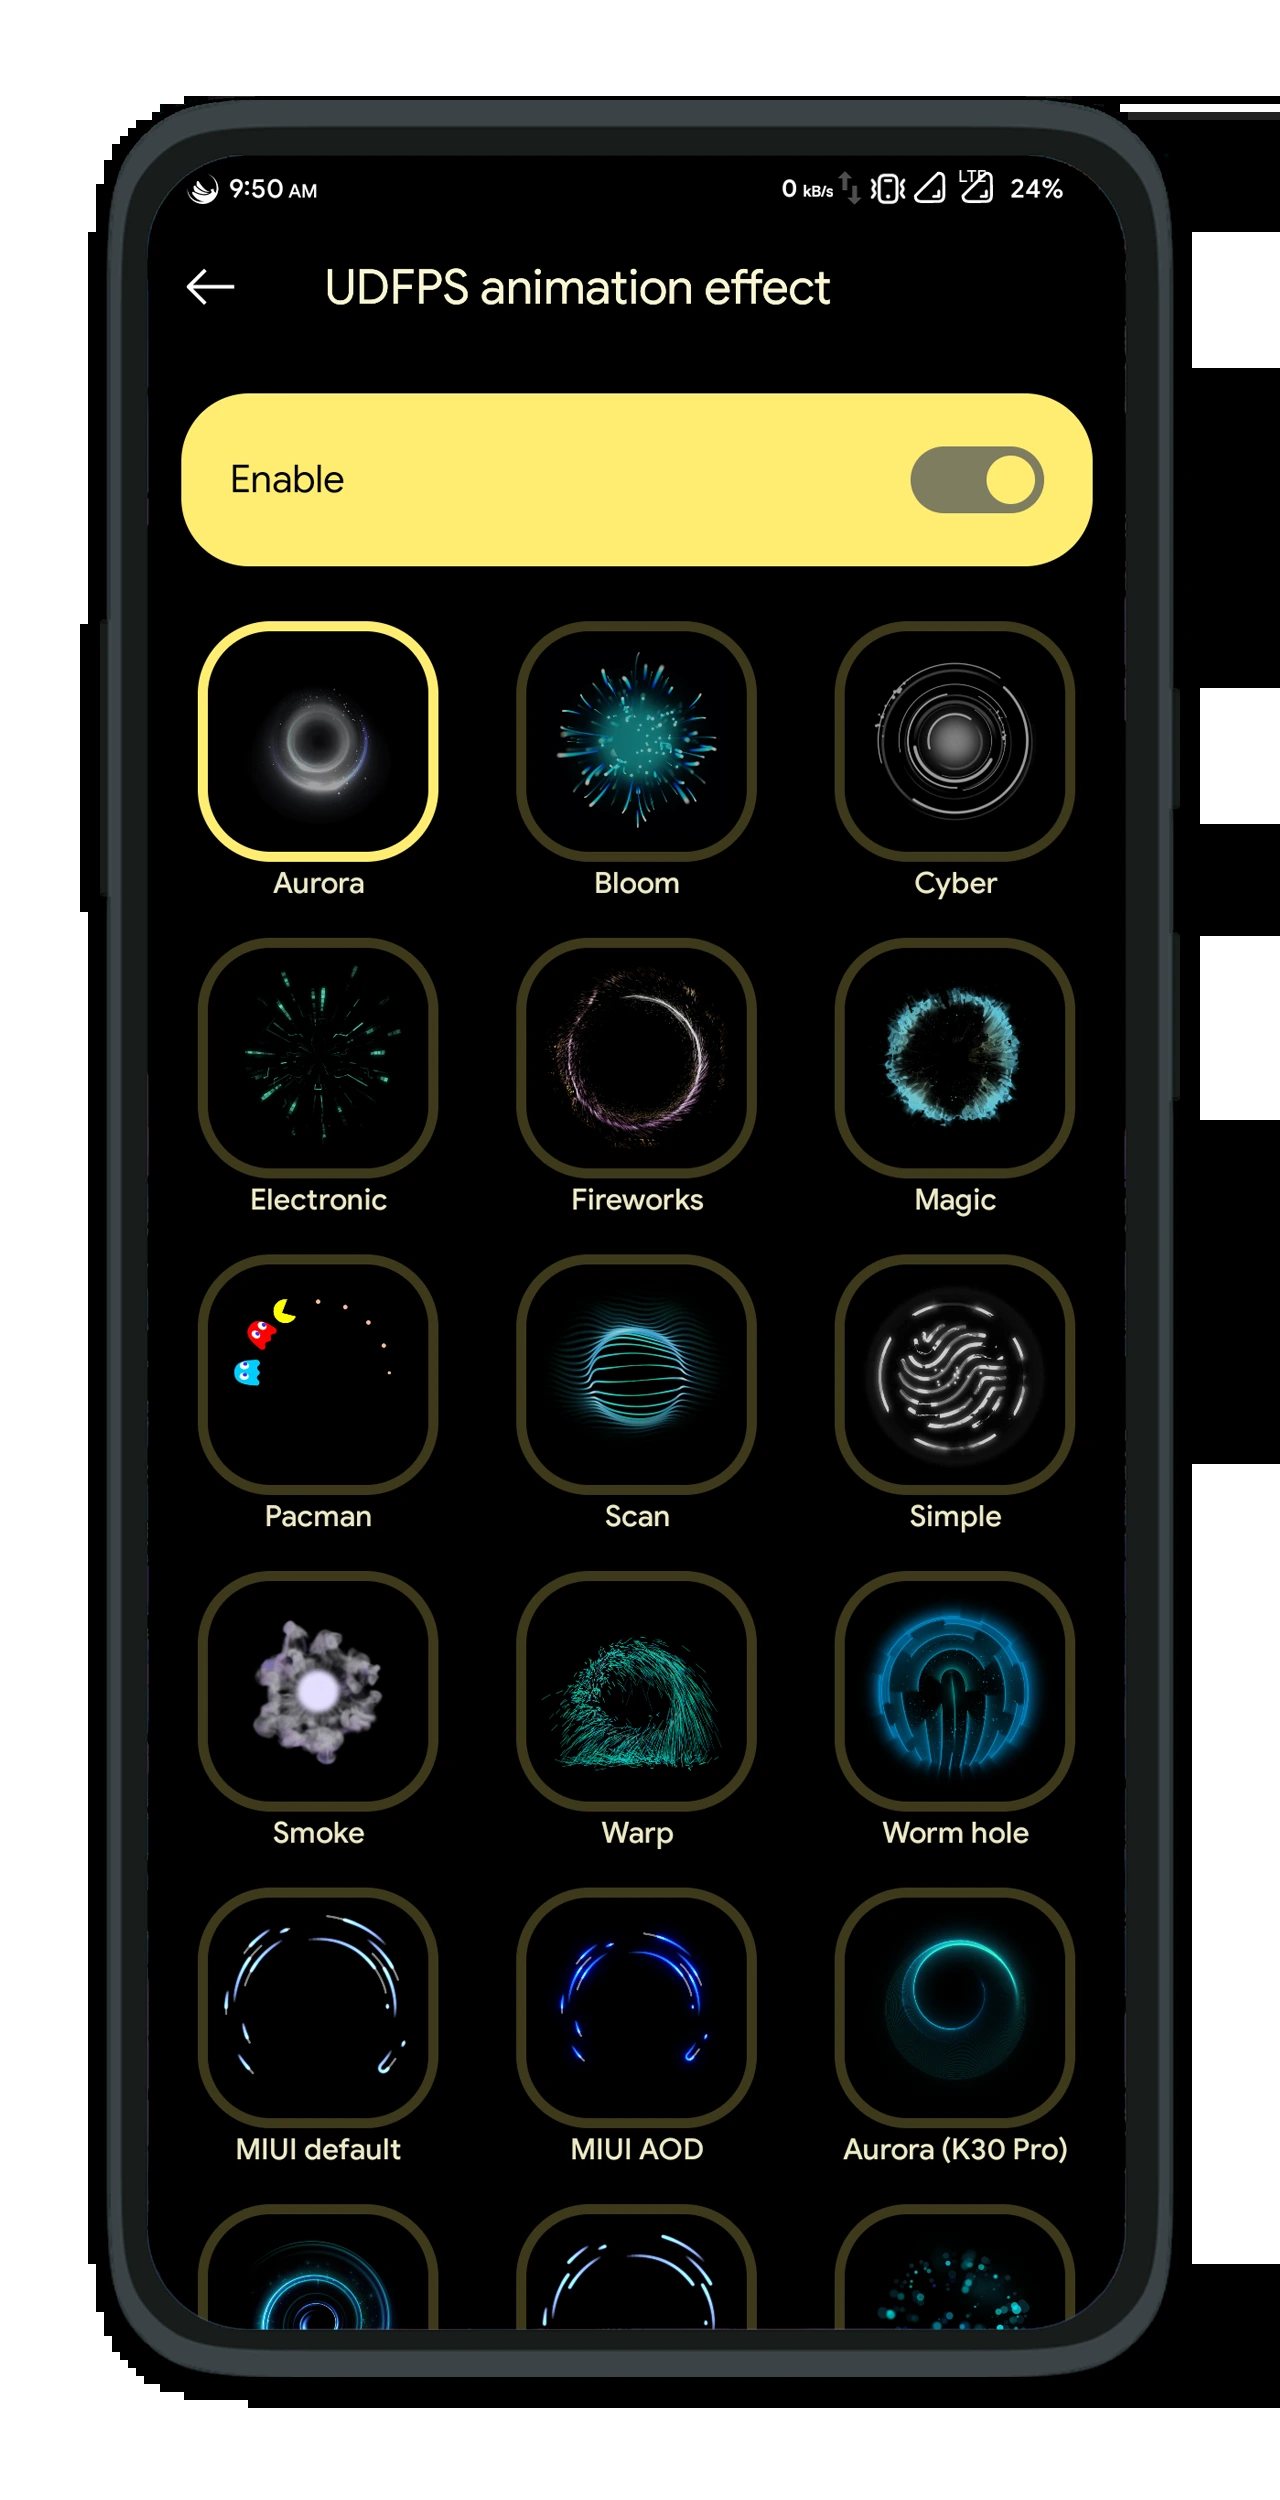 9:50 AM 0 kB/s LTE 24%
UDFPS animation effect
Enable
Aurora Bloom Cyber
Electronic Fireworks Magic
Pacman Scan Simple
Smoke Warp Worm hole
MIUI default MIUI AOD Aurora (K30 Pro)